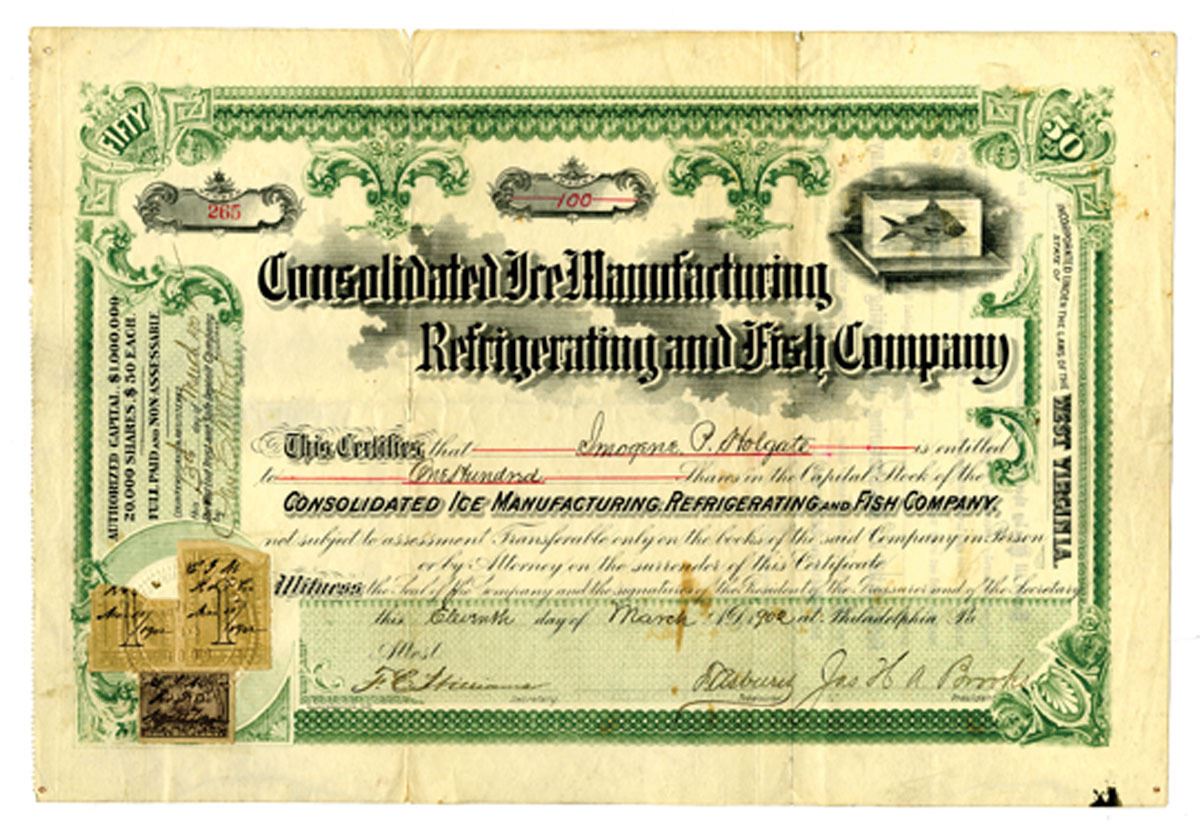 FIFTY
50
265
100
Consolidated Ice Manufacturing
Refrigerating and Fish Company
AUTHORIZED CAPITAL $1,000,000
20,000 SHARES $50 EACH.
FULL PAID AND NON-ASSESSABLE
INCORPORATED UNDER THE LAWS OF THE
STATE OF
WEST VIRGINIA
This Certifies that Imogene P. Holgate is entitled
to One Hundred Shares in the Capital Stock of the
CONSOLIDATED ICE MANUFACTURING, REFRIGERATING AND FISH COMPANY,
not subject to assessment Transferable only on the books of the said Company in Person
or by Attorney on the surrender of this Certificate
Witness, the Seal of the Company and the signatures of the President of the Treasurer and of the Secretary
this Eleventh day of March 1902 at Philadelphia Pa
Attest
Jas H A Brooks
Secretary
Treasurer
President